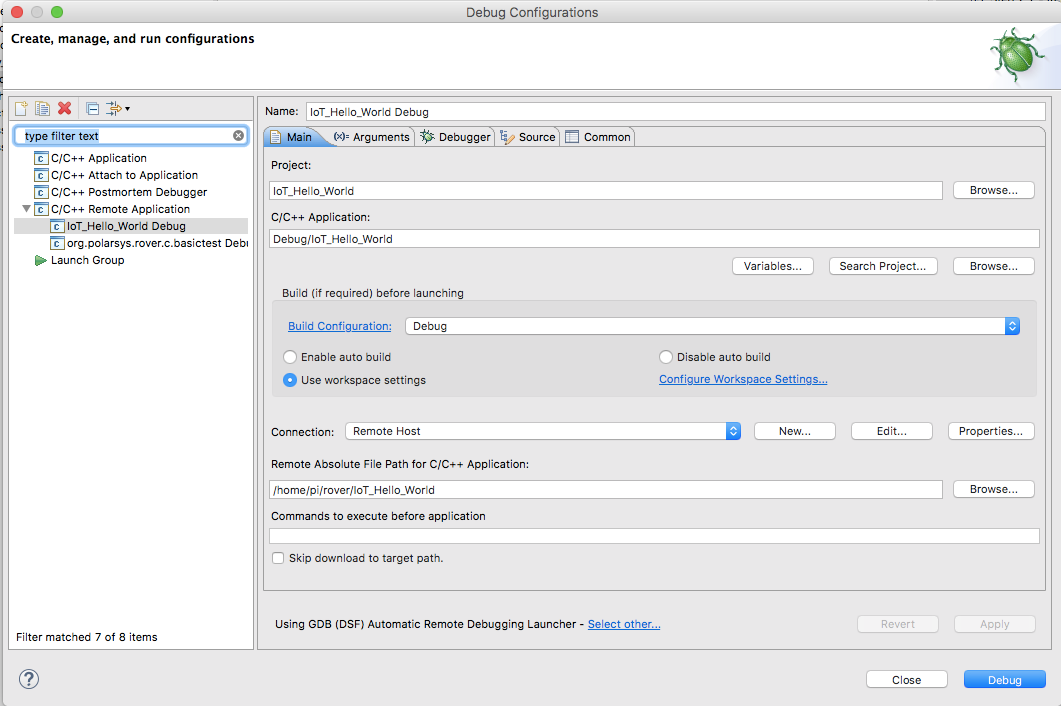 Debug Configurations
Create, manage, and run configurations
type filter text
C/C++ Application
C/C++ Attach to Application
C/C++ Postmortem Debugger
C/C++ Remote Application
IoT_Hello_World Debug
org.polarsys.rover.c.basictest Debu
Launch Group
Filter matched 7 of 8 items
Name: IoT_Hello_World Debug
Main (x)= Arguments Debugger Source Common
Project:
IoT_Hello_World Browse...
C/C++ Application:
Debug/IoT_Hello_World
Variables... Search Project... Browse...
Build (if required) before launching
Build Configuration: Debug
Enable auto build Disable auto build
Use workspace settings Configure Workspace Settings...
Connection: Remote Host New... Edit... Properties...
Remote Absolute File Path for C/C++ Application:
/home/pi/rover/IoT_Hello_World Browse...
Commands to execute before application
Skip download to target path.
Using GDB (DSF) Automatic Remote Debugging Launcher - Select other... Revert Apply
? Close Debug